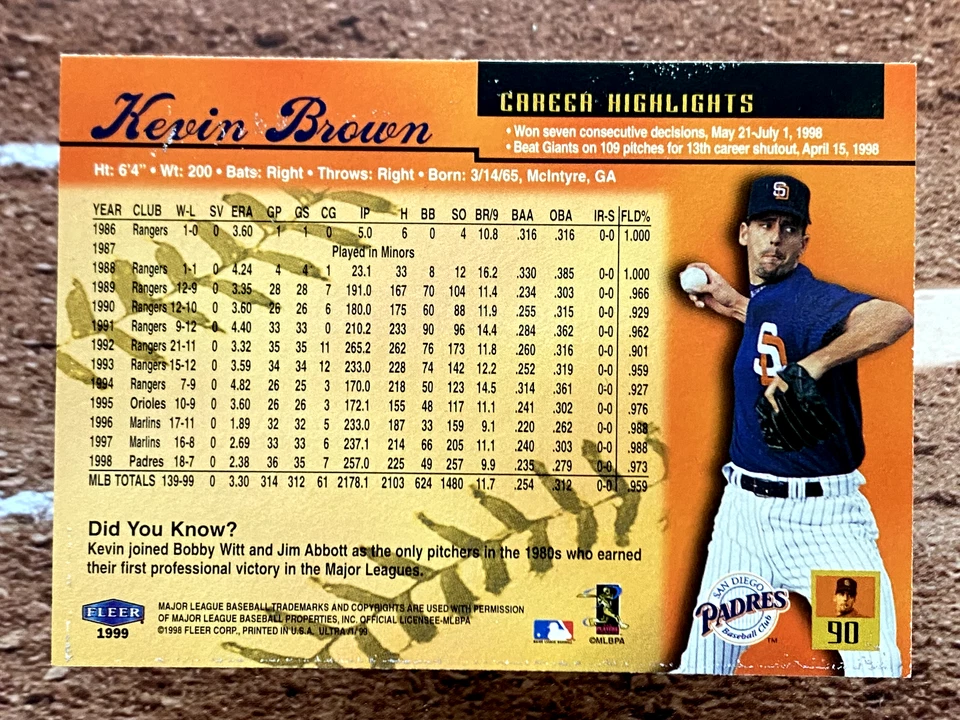 Kevin Brown
CAREER HIGHLIGHTS
• Won seven consecutive decisions, May 21-July 1, 1998
• Beat Giants on 109 pitches for 13th career shutout, April 15, 1998
Ht: 6'4" • Wt: 200 • Bats: Right • Throws: Right • Born: 3/14/65, McIntyre, GA
YEAR CLUB W-L SV ERA GP GS CG IP H BB SO BR/9 BAA OBA IR-S FLD%
1986 Rangers 1-0 0 3.60 1 1 0 5.0 6 0 4 10.8 .316 .316 0-0 1.000
1987 Played in Minors
1988 Rangers 1-1 0 4.24 4 4 1 23.1 33 8 12 16.2 .330 .385 0-0 1.000
1989 Rangers 12-9 0 3.35 28 28 7 191.0 167 70 104 11.4 .234 .303 0-0 .966
1990 Rangers 12-10 0 3.60 26 26 6 180.0 175 60 88 11.9 .255 .315 0-0 .929
1991 Rangers 9-12 0 4.40 33 33 0 210.2 233 90 96 14.4 .284 .362 0-0 .962
1992 Rangers 21-11 0 3.32 35 35 11 265.2 262 76 173 11.8 .260 .316 0-0 .901
1993 Rangers 15-12 0 3.59 34 34 12 233.0 228 74 142 12.2 .252 .319 0-0 .959
1994 Rangers 7-9 0 4.82 26 25 3 170.0 218 50 123 14.5 .314 .361 0-0 .927
1995 Orioles 10-9 0 3.60 26 26 3 172.1 155 48 117 11.1 .241 .302 0-0 .976
1996 Marlins 17-11 0 1.89 32 32 5 233.0 187 33 159 9.1 .220 .262 0-0 .988
1997 Marlins 16-8 0 2.69 33 33 6 237.1 214 66 205 11.1 .240 .303 0-0 .988
1998 Padres 18-7 0 2.38 36 35 7 257.0 225 49 257 9.9 .235 .279 0-0 .973
MLB TOTALS 139-99 0 3.30 314 312 61 2178.1 2103 624 1480 11.7 .254 .312 0-0 .959
Did You Know?
Kevin joined Bobby Witt and Jim Abbott as the only pitchers in the 1980s who earned
their first professional victory in the Major Leagues.
FLEER
1999
MAJOR LEAGUE BASEBALL TRADEMARKS AND COPYRIGHTS ARE USED WITH PERMISSION
OF MAJOR LEAGUE BASEBALL PROPERTIES, INC. OFFICIAL LICENSEE-MLBPA
©1998 FLEER CORP., PRINTED IN U.S.A. ULTRA /1/ 99
©MLBPA
SD
SD
SAN DIEGO
PADRES
Baseball Club
TM
90